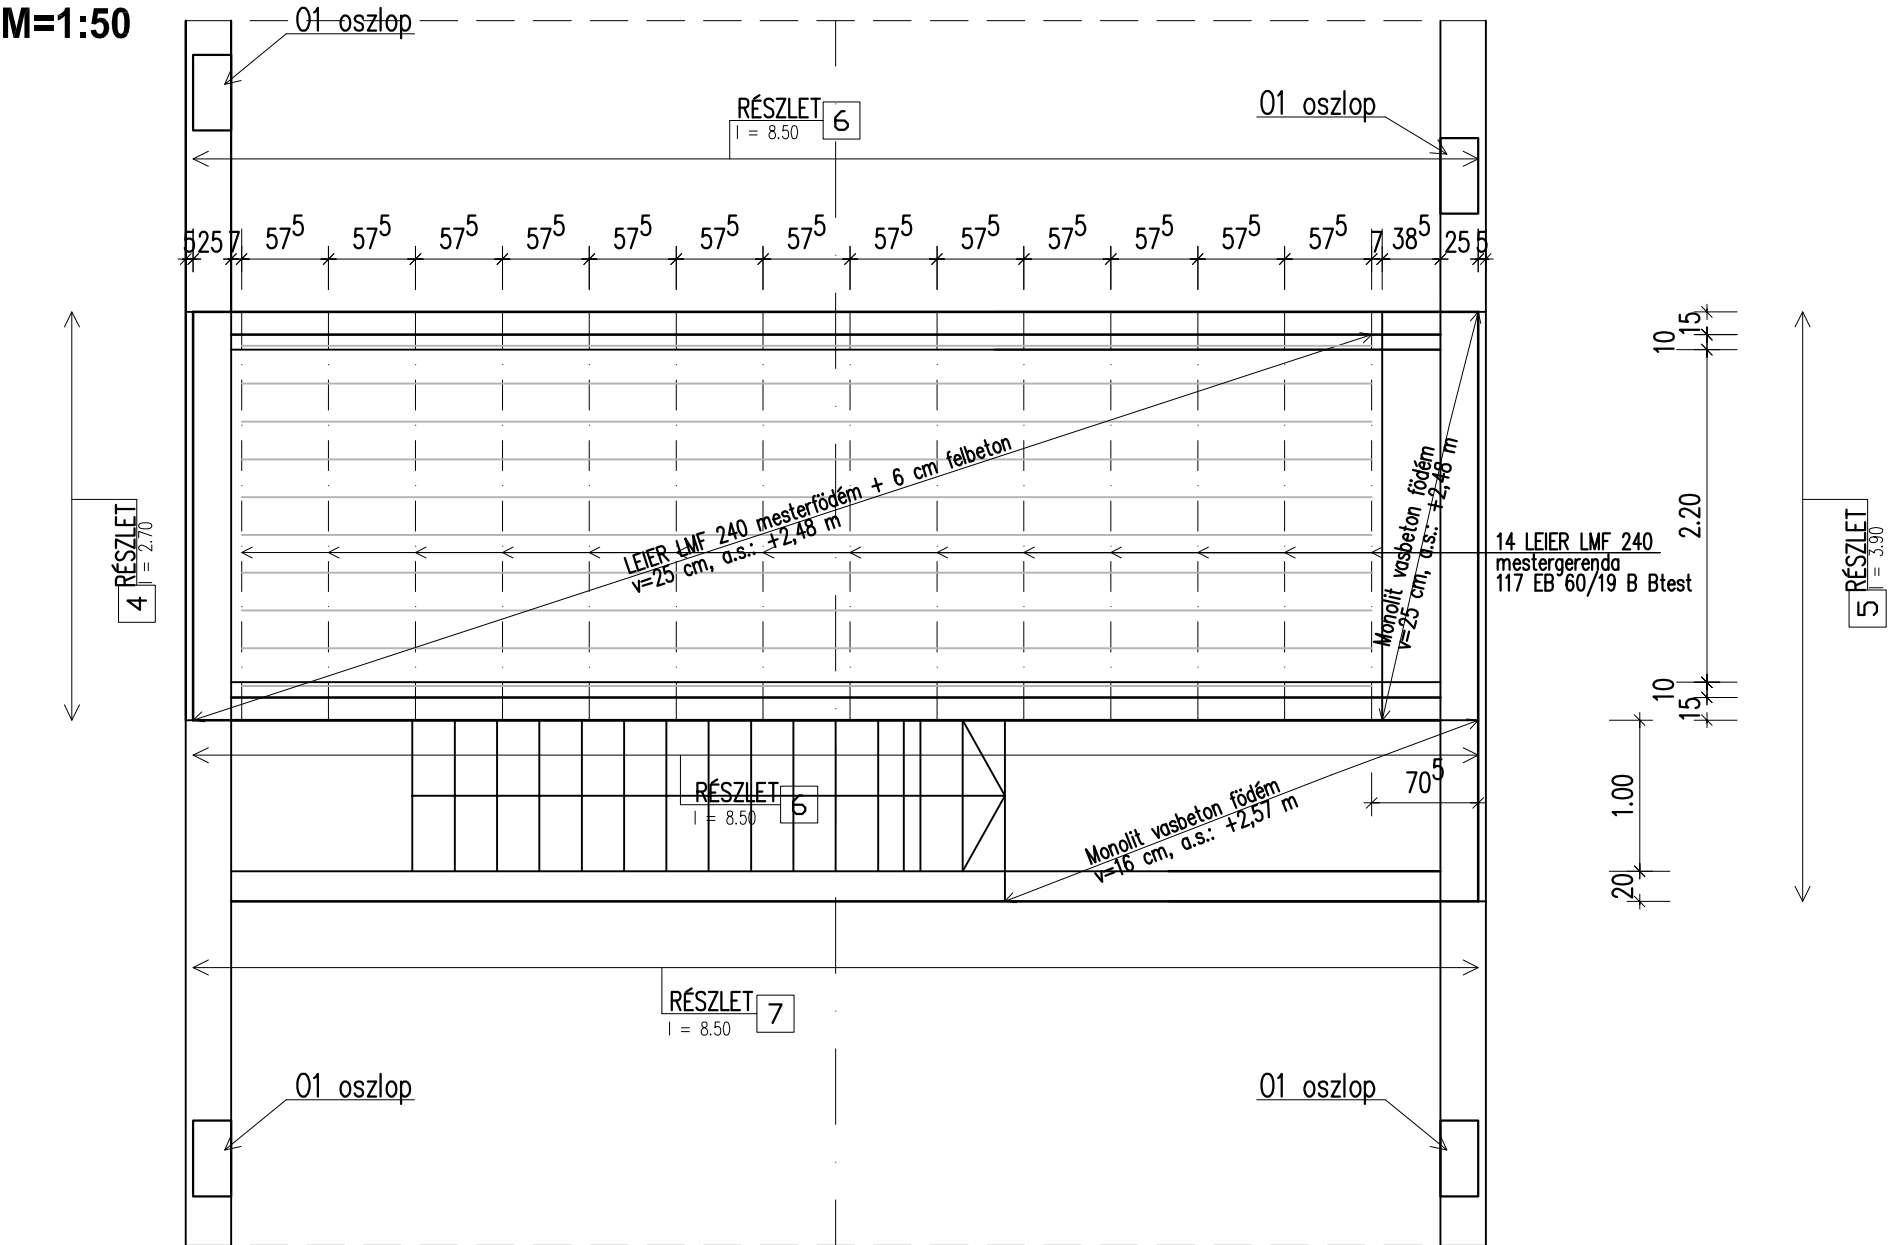 M=1:50
O1 oszlop
O1 oszlop
RÉSZLET 6
l = 8.50
5 25 7 57⁵ 57⁵ 57⁵ 57⁵ 57⁵ 57⁵ 57⁵ 57⁵ 57⁵ 57⁵ 57⁵ 57⁵ 57⁵ 7 38⁵ 25 5
15
10
2.20
10
15
LEIER LMF 240 mesterfödém + 6 cm felbeton
v=25 cm, a.s.: +2,48 m
Monolit vasbeton födém
v=25 cm, a.s.: +2,48 m
14 LEIER LMF 240
mestergerenda
117 EB 60/19 B Btest
RÉSZLET 4
l = 2.70
RÉSZLET 5
l = 3.90
RÉSZLET 6
l = 8.50
Monolit vasbeton födém
v=16 cm, a.s.: +2,57 m
70⁵
1.00
20
RÉSZLET 7
l = 8.50
O1 oszlop
O1 oszlop